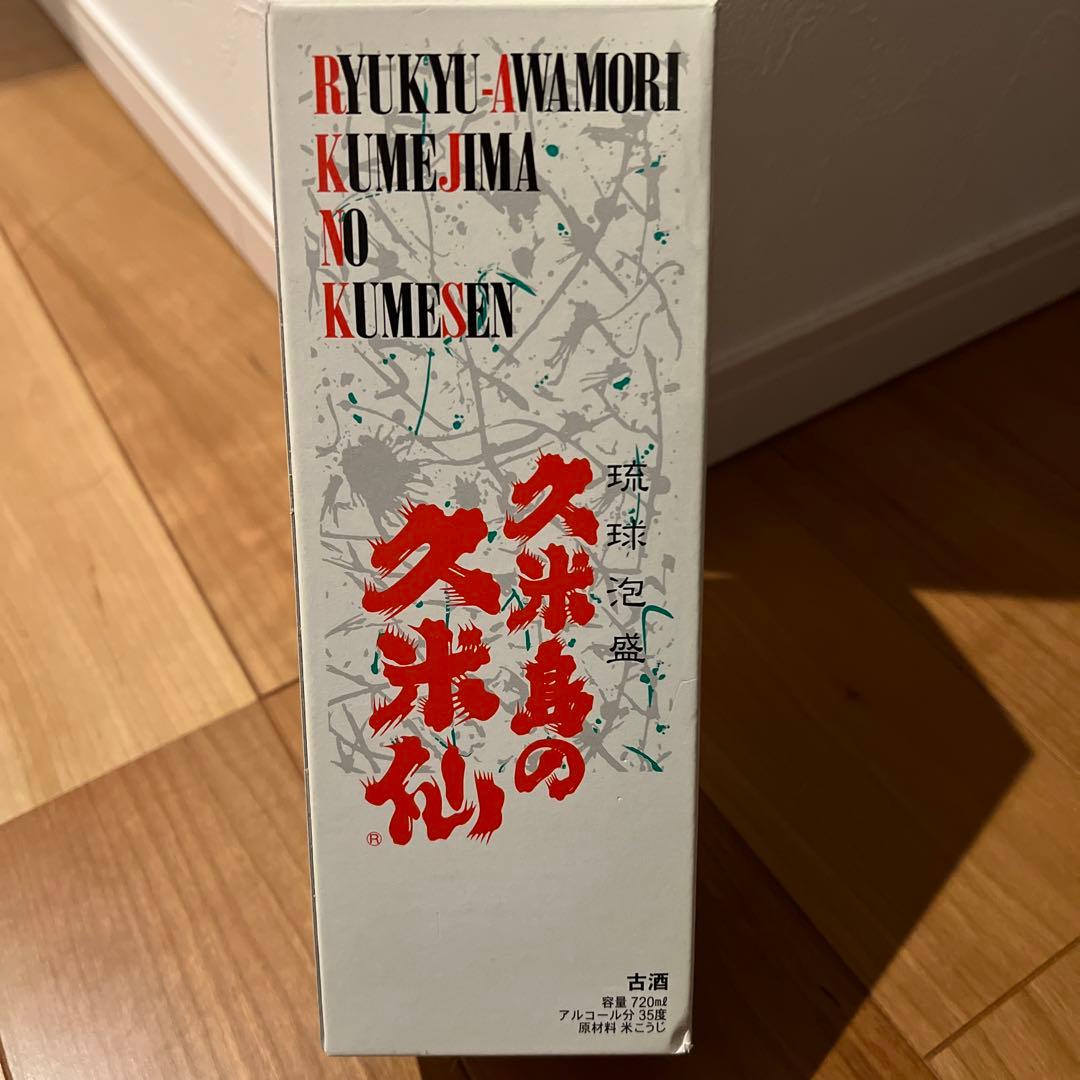 RYUKYU-AWAMORI
KUMEJIMA
NO
KUMESEN
琉球泡盛
久米島の
久米仙
®
古酒
容量 720mℓ
アルコール分 35度
原材料 米こうじ